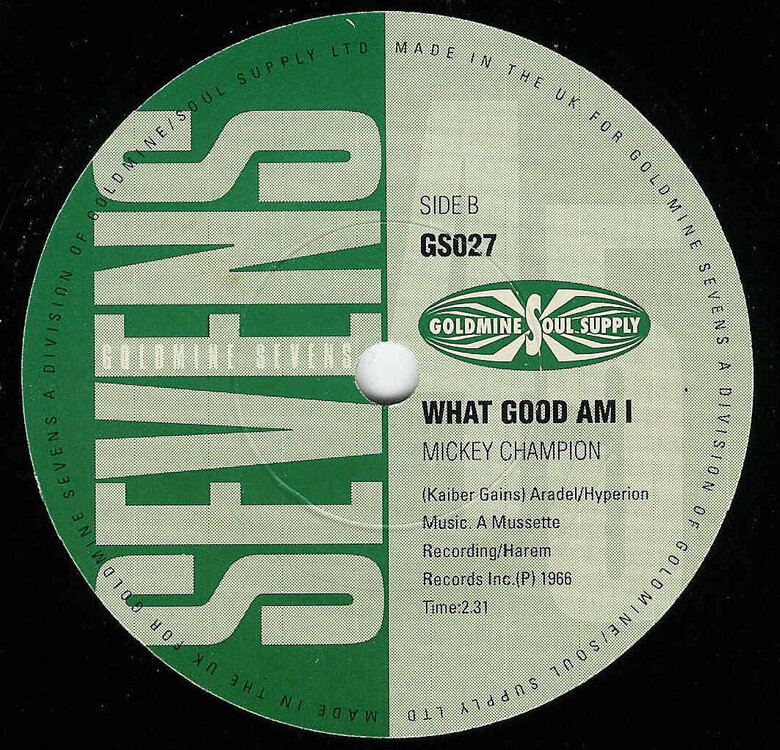 MADE IN THE UK FOR GOLDMINE SEVENS A DIVISION OF GOLDMINE/SOUL SUPPLY LTD
MADE IN THE UK FOR GOLDMINE SEVENS A DIVISION OF GOLDMINE/SOUL SUPPLY LTD
SEVENS
GOLDMINE SEVENS
45
SIDE B
GS027
GOLDMINE SOUL SUPPLY
WHAT GOOD AM I
MICKEY CHAMPION
(Kaiber Gains) Aradel/Hyperion
Music. A Mussette
Recording/Harem
Records Inc.(P) 1966
Time:2.31